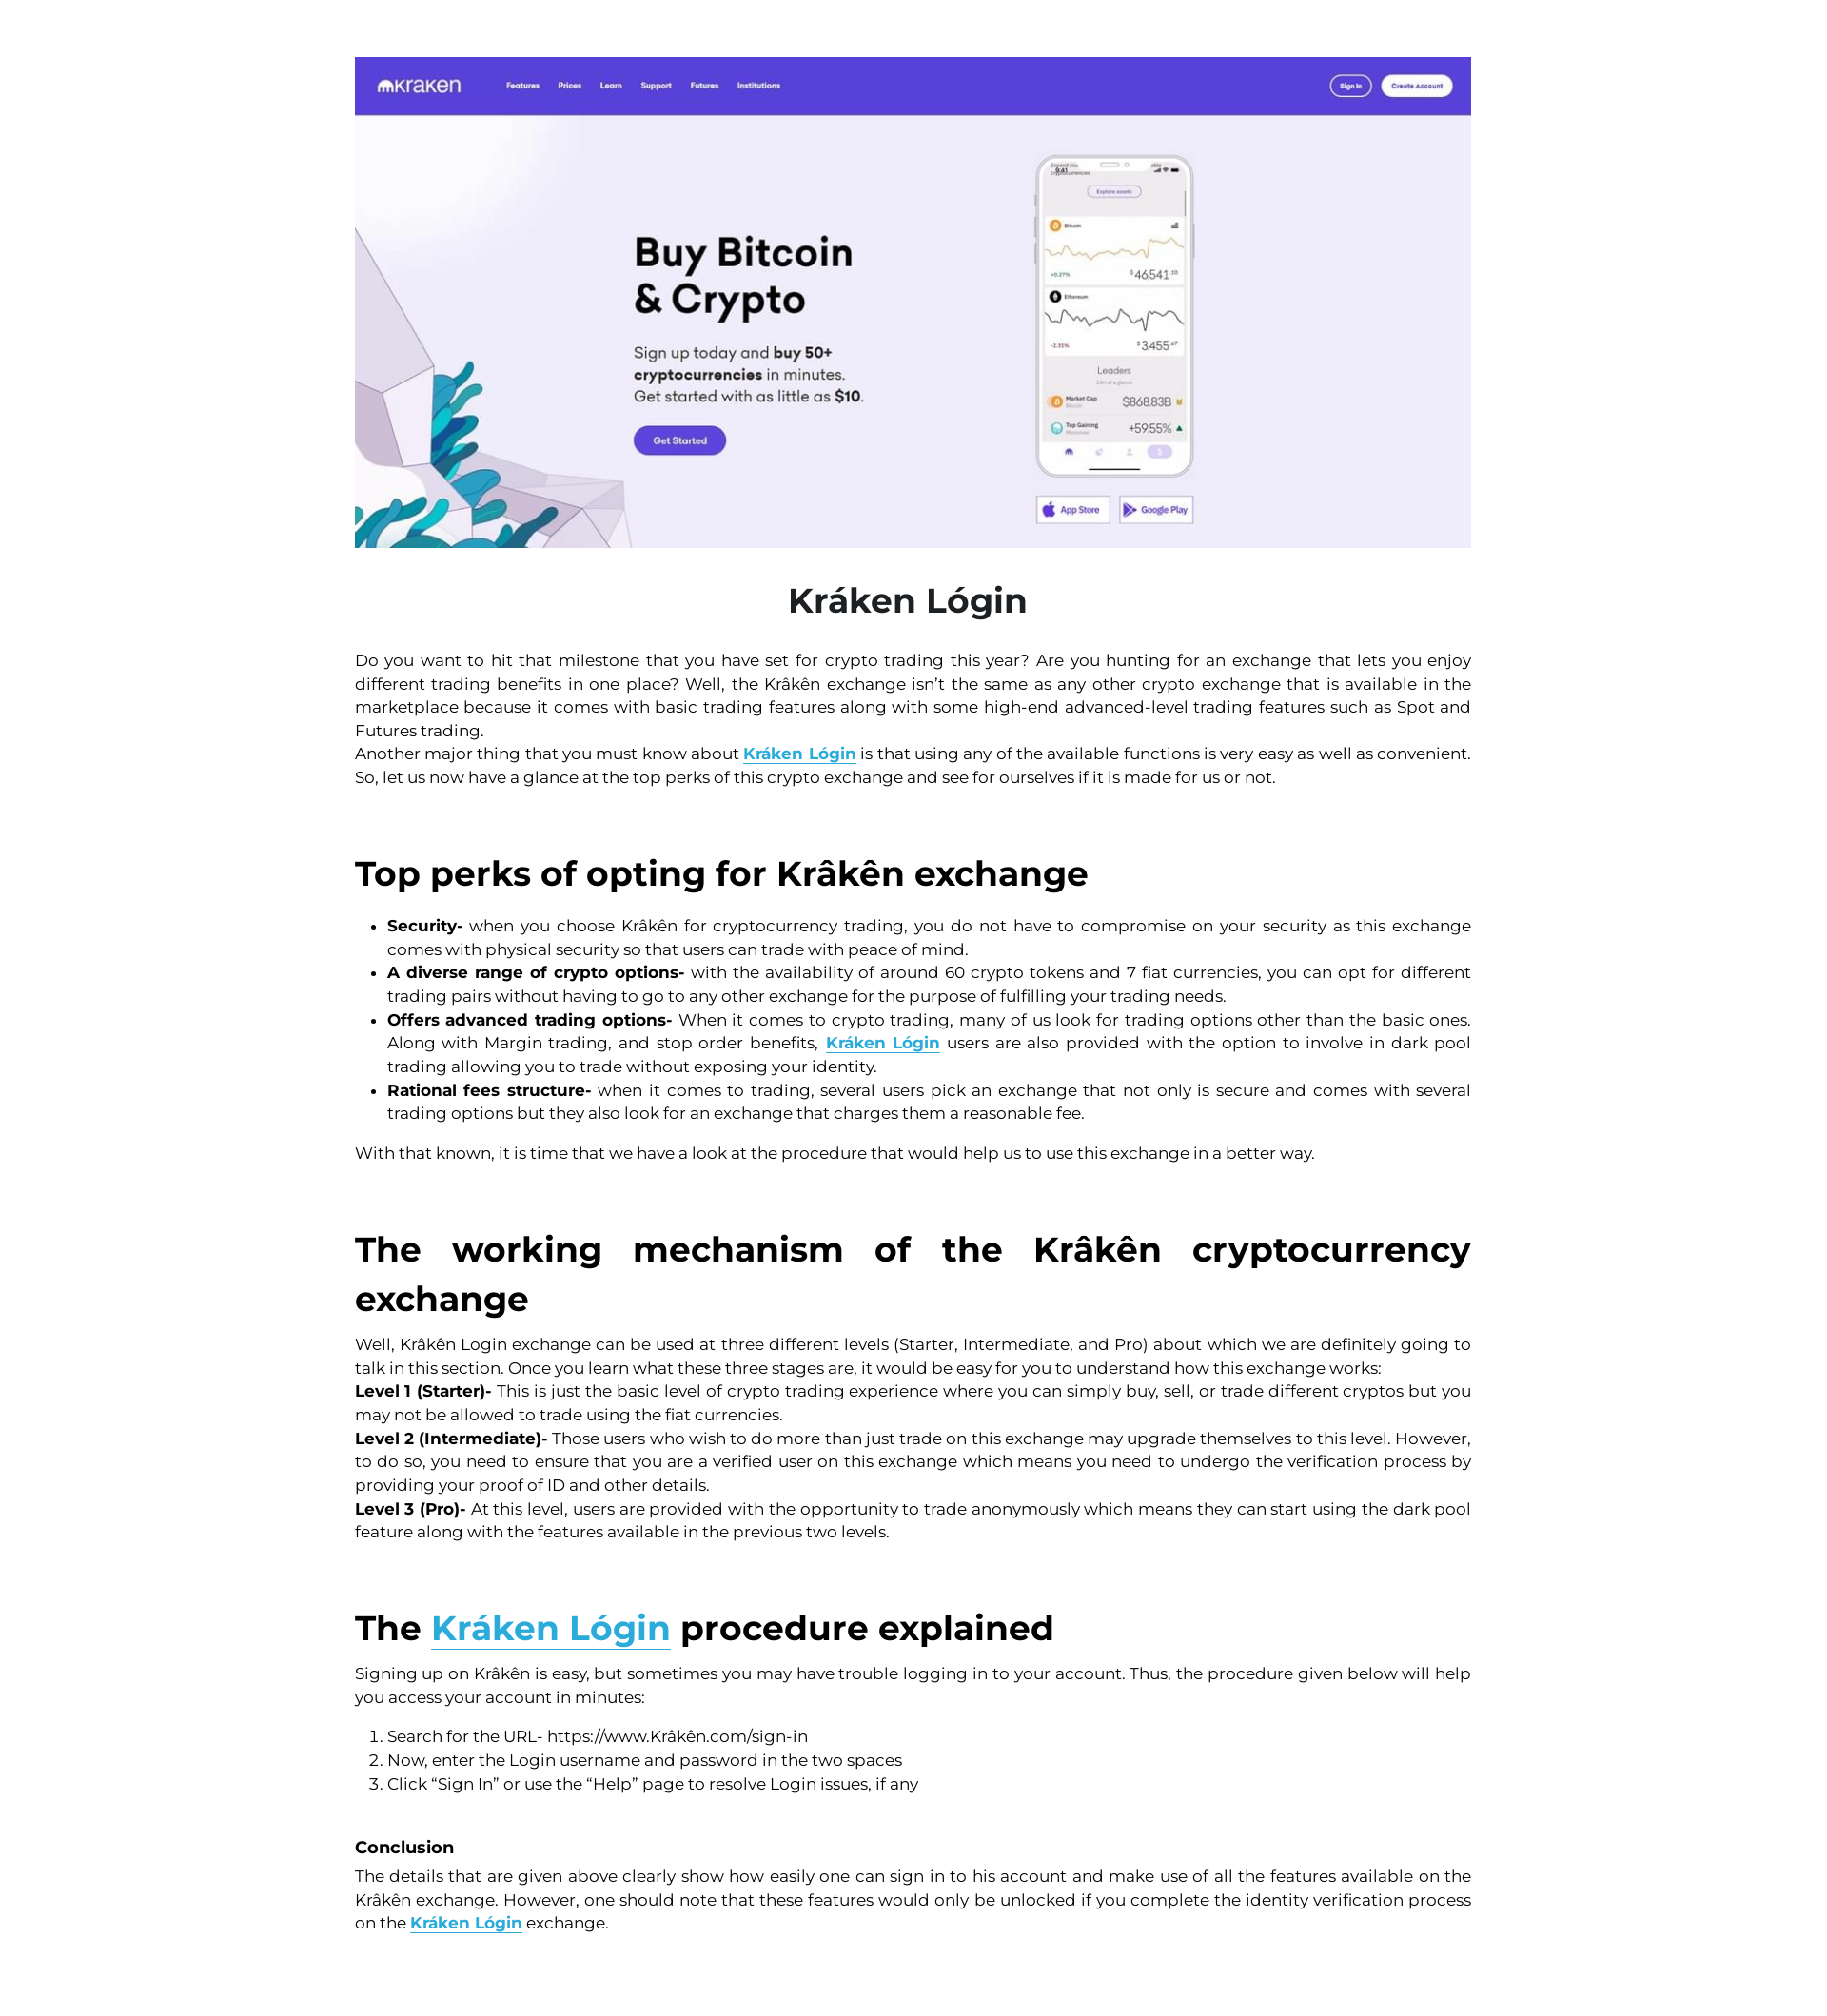 kraken
Features Prices Learn Support Futures Institutions
Sign In Create Account
Buy Bitcoin
& Crypto
Sign up today and buy 50+
cryptocurrencies in minutes.
Get started with as little as $10.
Get Started
9:41
Explore assets
Bitcoin
+0.27% $46,541.10
Ethereum
-2.31% $3,455.67
Leaders
24H at a glance
Market Cap
Bitcoin
$868.83B
Top Gaining
+59.55%
App Store Google Play
Kráken Lógin
Do you want to hit that milestone that you have set for crypto trading this year? Are you hunting for an exchange that lets you enjoy
different trading benefits in one place? Well, the Krâkên exchange isn’t the same as any other crypto exchange that is available in the
marketplace because it comes with basic trading features along with some high-end advanced-level trading features such as Spot and
Futures trading.
Another major thing that you must know about Kráken Lógin is that using any of the available functions is very easy as well as convenient.
So, let us now have a glance at the top perks of this crypto exchange and see for ourselves if it is made for us or not.
Top perks of opting for Krâkên exchange
• Security- when you choose Krâkên for cryptocurrency trading, you do not have to compromise on your security as this exchange
comes with physical security so that users can trade with peace of mind.
• A diverse range of crypto options- with the availability of around 60 crypto tokens and 7 fiat currencies, you can opt for different
trading pairs without having to go to any other exchange for the purpose of fulfilling your trading needs.
• Offers advanced trading options- When it comes to crypto trading, many of us look for trading options other than the basic ones.
Along with Margin trading, and stop order benefits, Kráken Lógin users are also provided with the option to involve in dark pool
trading allowing you to trade without exposing your identity.
• Rational fees structure- when it comes to trading, several users pick an exchange that not only is secure and comes with several
trading options but they also look for an exchange that charges them a reasonable fee.
With that known, it is time that we have a look at the procedure that would help us to use this exchange in a better way.
The working mechanism of the Krâkên cryptocurrency
exchange
Well, Krâkên Login exchange can be used at three different levels (Starter, Intermediate, and Pro) about which we are definitely going to
talk in this section. Once you learn what these three stages are, it would be easy for you to understand how this exchange works:
Level 1 (Starter)- This is just the basic level of crypto trading experience where you can simply buy, sell, or trade different cryptos but you
may not be allowed to trade using the fiat currencies.
Level 2 (Intermediate)- Those users who wish to do more than just trade on this exchange may upgrade themselves to this level. However,
to do so, you need to ensure that you are a verified user on this exchange which means you need to undergo the verification process by
providing your proof of ID and other details.
Level 3 (Pro)- At this level, users are provided with the opportunity to trade anonymously which means they can start using the dark pool
feature along with the features available in the previous two levels.
The Kráken Lógin procedure explained
Signing up on Krâkên is easy, but sometimes you may have trouble logging in to your account. Thus, the procedure given below will help
you access your account in minutes:
1. Search for the URL- https://www.Krâkên.com/sign-in
2. Now, enter the Login username and password in the two spaces
3. Click “Sign In” or use the “Help” page to resolve Login issues, if any
Conclusion
The details that are given above clearly show how easily one can sign in to his account and make use of all the features available on the
Krâkên exchange. However, one should note that these features would only be unlocked if you complete the identity verification process
on the Kráken Lógin exchange.